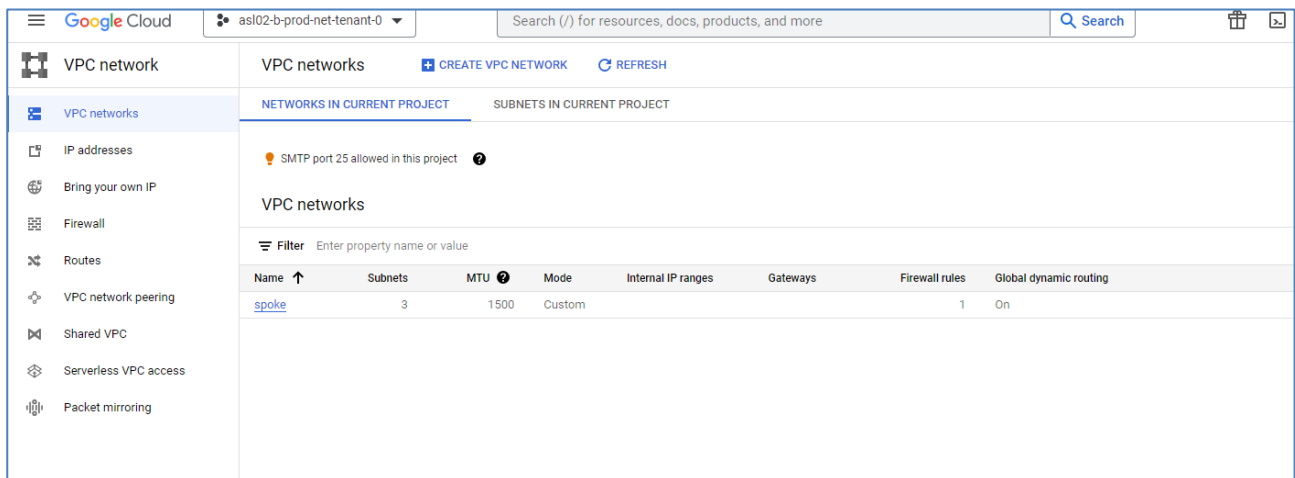 Google Cloud
asl02-b-prod-net-tenant-0
Search (/) for resources, docs, products, and more
Search
VPC network
VPC networks
IP addresses
Bring your own IP
Firewall
Routes
VPC network peering
Shared VPC
Serverless VPC access
Packet mirroring
VPC networks CREATE VPC NETWORK REFRESH
NETWORKS IN CURRENT PROJECT SUBNETS IN CURRENT PROJECT
SMTP port 25 allowed in this project ?
VPC networks
Filter Enter property name or value
Name Subnets MTU ? Mode Internal IP ranges Gateways Firewall rules Global dynamic routing
spoke 3 1500 Custom 1 On